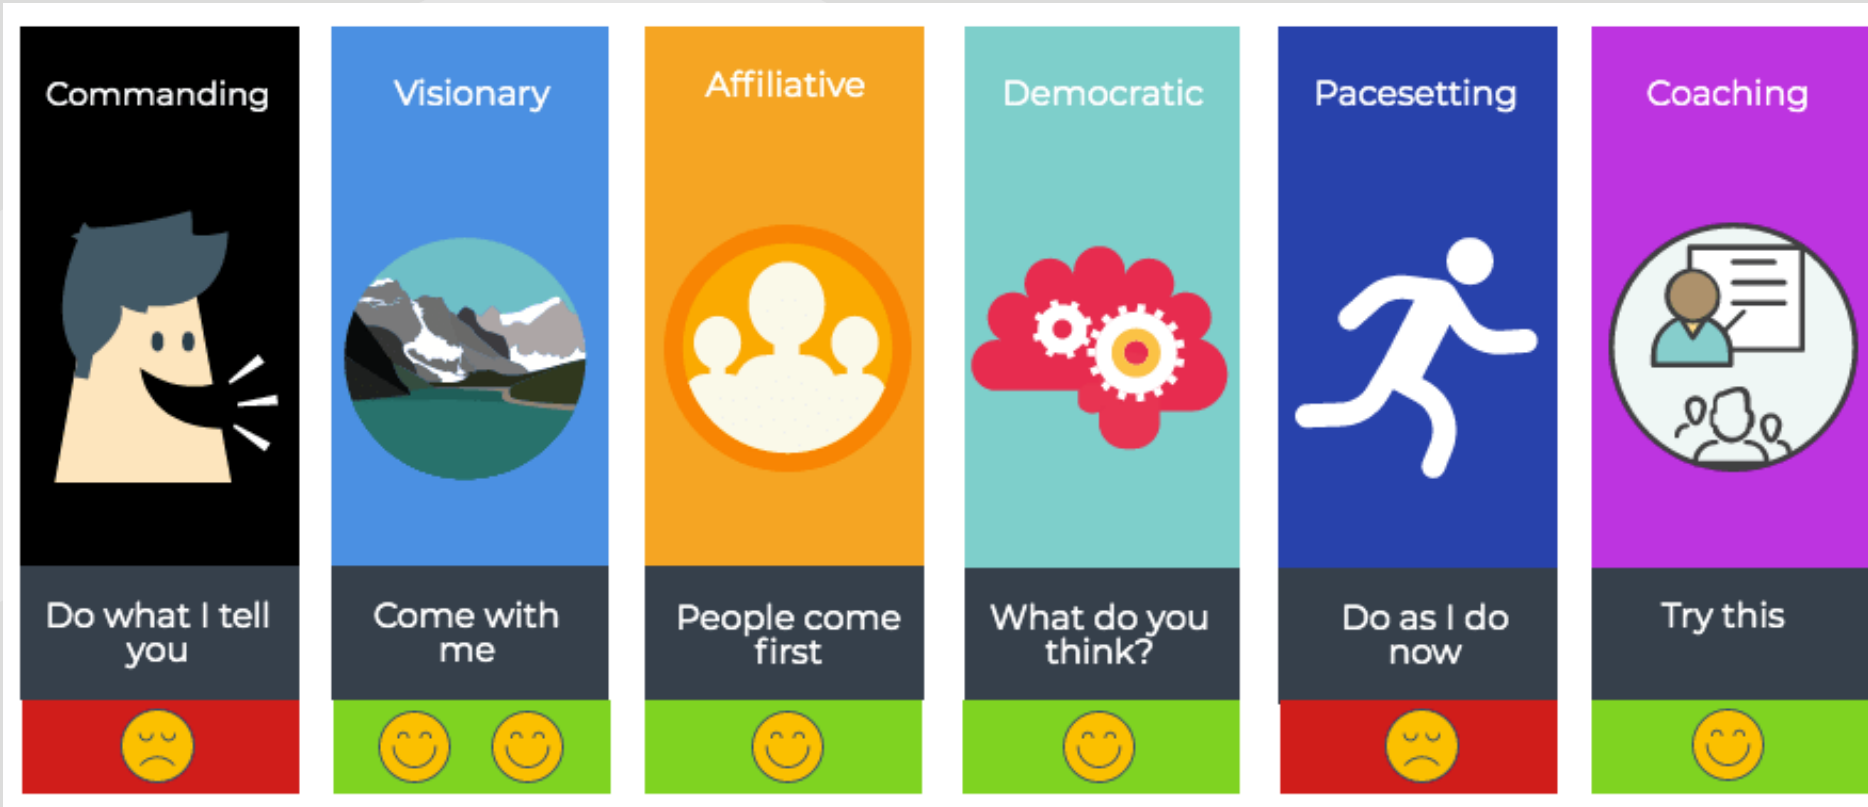 Commanding
Visionary
Affiliative
Democratic
Pacesetting
Coaching
Do what I tell
you
Come with
me
People come
first
What do you
think?
Do as I do
now
Try this